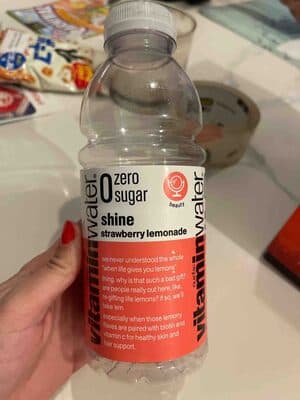 0 zero
sugar
beauty
shine
strawberry lemonade
we never understood the whole
"when life gives you lemons"
thing. why is that such a bad gift?
are people really out here, like,
re-gifting life lemons? if so, we'll
take 'em.
especially when those lemony
flaves are paired with biotin and
vitamin c for healthy skin and
hair support.
vitaminwater
vitaminwater